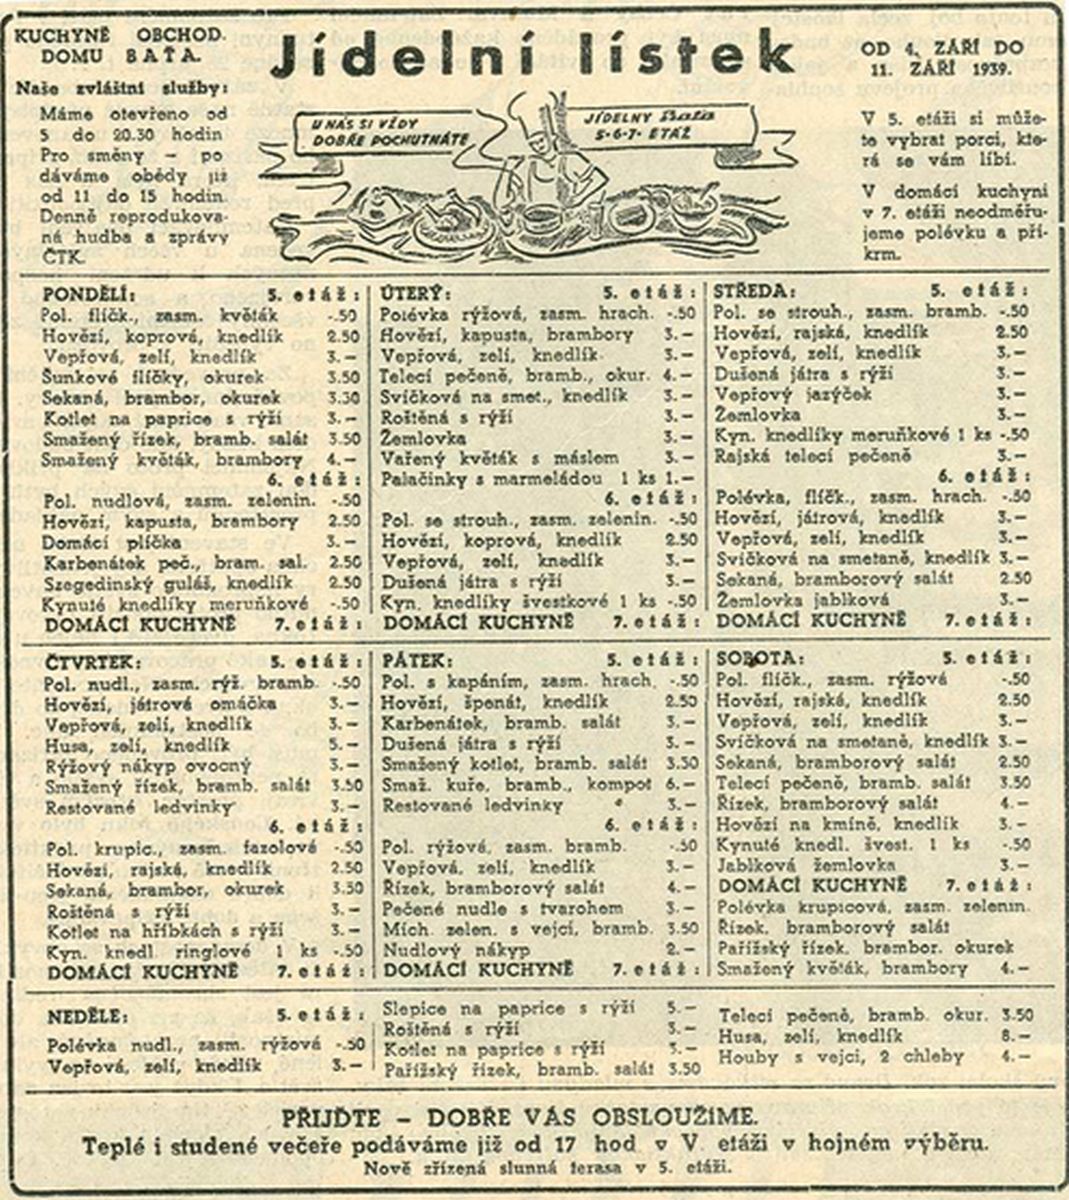 KUCHYNĚ OBCHOD.
DOMU BAŤA.
Naše zvláštní služby:
Máme otevřeno od
6 do 20.30 hodin
Pro směny po
dáváme obědy již
od 11 do 15 hodin.
Denně reprodukova-
ná hudba a zprávy
ČTK.
Jídelní lístek
U NÁS SI VŽDY
DOBŘE POCHUTNÁTE
JÍDELNY Baťa
5-6-7- ETÁŽ
OD 4. ZÁŘÍ DO
11. ZÁŘÍ 1939.
V 5. etáži si může-
te vybrat porci, kte-
rá se vám líbí.
V domácí kuchyni
v 7. etáži neodměřu-
jeme polévku a pří-
krm.
PONDĚLÍ: 5. etáž:
Pol. flíčk., zasm. květák -.50
Hovězí, koprová, knedlík 2.50
Vepřová, zelí, knedlík 3.–
Šunkové flíčky, okurek 3.50
Sekaná, brambor, okurek 3.50
Kotlet na paprice s rýží 3.–
Smažený řízek, bramb. salát 3.50
Smažený květák, brambory 4.–
6. etáž:
Pol. nudlová, zasm. zelenin. -.50
Hovězí, kapusta, brambory 2.50
Domácí plíčka 3.–
Karbenátek peč., bram. sal. 2.50
Szegedinský guláš, knedlík 2.50
Kynuté knedlíky meruňkové -.50
DOMÁCÍ KUCHYNĚ 7. etáž:
ÚTERÝ: 5. etáž:
Polévka rýžová, zasm. hrach. -.50
Hovězí, kapusta, brambory 3.–
Vepřová, zelí, knedlík 3.–
Telecí pečeně, bramb., okur. 4.–
Svíčková na smet., knedlík 3.–
Roštěná s rýží 3.–
Žemlovka 3.–
Vařený květák s máslem 3.–
Palačinky s marmeládou 1 ks 1.–
6. etáž:
Pol. se strouh., zasm. zelenin. -.50
Hovězí, koprová, knedlík 2.50
Vepřová, zelí, knedlík 3.–
Dušená játra s rýží 3.–
Kyn. knedlíky švestkové 1 ks -.50
DOMÁCÍ KUCHYNĚ 7. etáž:
STŘEDA: 5. etáž:
Pol. se strouh., zasm. bramb. -.50
Hovězí, rajská, knedlík 2.50
Vepřová, zelí, knedlík 3.–
Dušená játra s rýží 3.–
Vepřový jazýček 3.–
Žemlovka 3.–
Kyn. knedlíky meruňkové 1 ks -.50
Rajská telecí pečeně 3.–
6. etáž:
Polévka, flíčk., zasm. hrach. -.50
Hovězí, játrová, knedlík 3.–
Vepřová, zelí, knedlík 3.–
Svíčková na smetaně, knedlík 3.–
Sekaná, bramborový salát 2.50
Žemlovka jablková 3.–
DOMÁCÍ KUCHYNĚ 7. etáž:
ČTVRTEK: 5. etáž:
Pol. nudl., zasm. rýž. bramb. -.50
Hovězí, játrová omáčka 3.–
Vepřová, zelí, knedlík 3.–
Husa, zelí, knedlík 5.–
Rýžový nákyp ovocný 3.–
Smažený řízek, bramb. salát 3.50
Restované ledvinky 3.–
6. etáž:
Pol. krupic., zasm. fazolová -.50
Hovězí, rajská, knedlík 2.50
Sekaná, brambor, okurek 3.50
Roštěná s rýží 3.–
Kotlet na hříbkách s rýží 3.–
Kyn. knedl. ringlové 1 ks -.50
DOMÁCÍ KUCHYNĚ 7. etáž:
PÁTEK: 5. etáž:
Pol. s kapáním, zasm. hrach. -.50
Hovězí, špenát, knedlík 2.50
Karbenátek, bramb. salát 3.–
Dušená játra s rýží 3.–
Smažený kotlet, bramb. salát 3.50
Smaž. kuře, bramb., kompot 6.–
Restované ledvinky 3.–
6. etáž:
Pol. rýžová, zasm. bramb. -.50
Vepřová. zelí, knedlík 3.–
Řízek, bramborový salát 4.–
Pečené nudle s tvarohem 3.–
Mích. zelen. s vejci, bramb. 3.50
Nudlový nákyp 2.–
DOMÁCÍ KUCHYNĚ 7. etáž:
SOBOTA: 5. etáž:
Pol. flíčk., zasm. rýžová -.50
Hovězí, rajská, knedlík 2.50
Vepřová, zelí, knedlík 3.–
Svíčková na smetaně, knedlík 3.–
Sekaná, bramborový salát 2.50
Telecí pečeně, bramb. salát 3.50
Řízek, bramborový salát 4.–
Hovězí na kmíně, knedlík 3.–
Kynuté knedl. švest. 1 ks -.50
Jablková žemlovka 3.–
DOMÁCÍ KUCHYNĚ 7. etáž:
Polévka krupicová, zasm. zelenin.
Řízek. bramborový salát
Pařížský řízek, brambor. okurek
Smažený květák, brambory 4.–
NEDĚLE: 5. etáž:
Polévka nudl., zasm. rýžová -.50
Vepřová, zelí, knedlík 3.–
Slepice na paprice s rýží 5.–
Roštěná s rýží 3.–
Kotlet na paprice s rýží 3.–
Pařížský řízek, bramb. salát 3.50
Telecí pečeně, bramb. okur. 3.50
Husa, zelí, knedlík 8.–
Houby s vejci, 2 chleby 4.–
PŘIJĎTE – DOBŘE VÁS OBSLOUŽÍME.
Teplé i studené večeře podáváme již od 17 hod v V. etáži v hojném výběru.
Nově zřízená slunná terasa v 5. etáži.